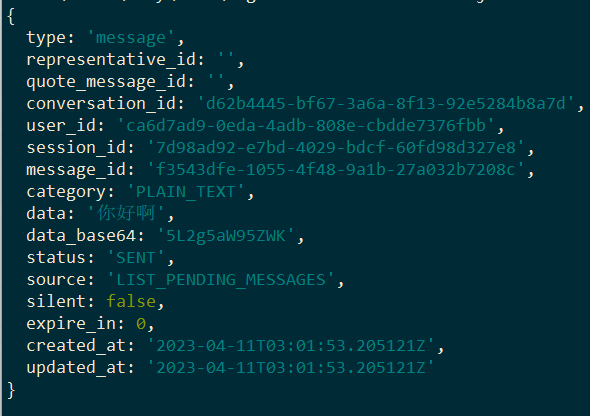 {
type: 'message',
representative_id: '',
quote_message_id: '',
conversation_id: 'd62b4445-bf67-3a6a-8f13-92e5284b8a7d',
user_id: 'ca6d7ad9-0eda-4adb-808e-cbdde7376fbb',
session_id: '7d98ad92-e7bd-4029-bdcf-60fd98d327e8',
message_id: 'f3543dfe-1055-4f48-9a1b-27a032b7208c',
category: 'PLAIN_TEXT',
data: '你好啊',
data_base64: '5L2g5aW95ZWK',
status: 'SENT',
source: 'LIST_PENDING_MESSAGES',
silent: false,
expire_in: 0,
created_at: '2023-04-11T03:01:53.205121Z',
updated_at: '2023-04-11T03:01:53.205121Z'
}